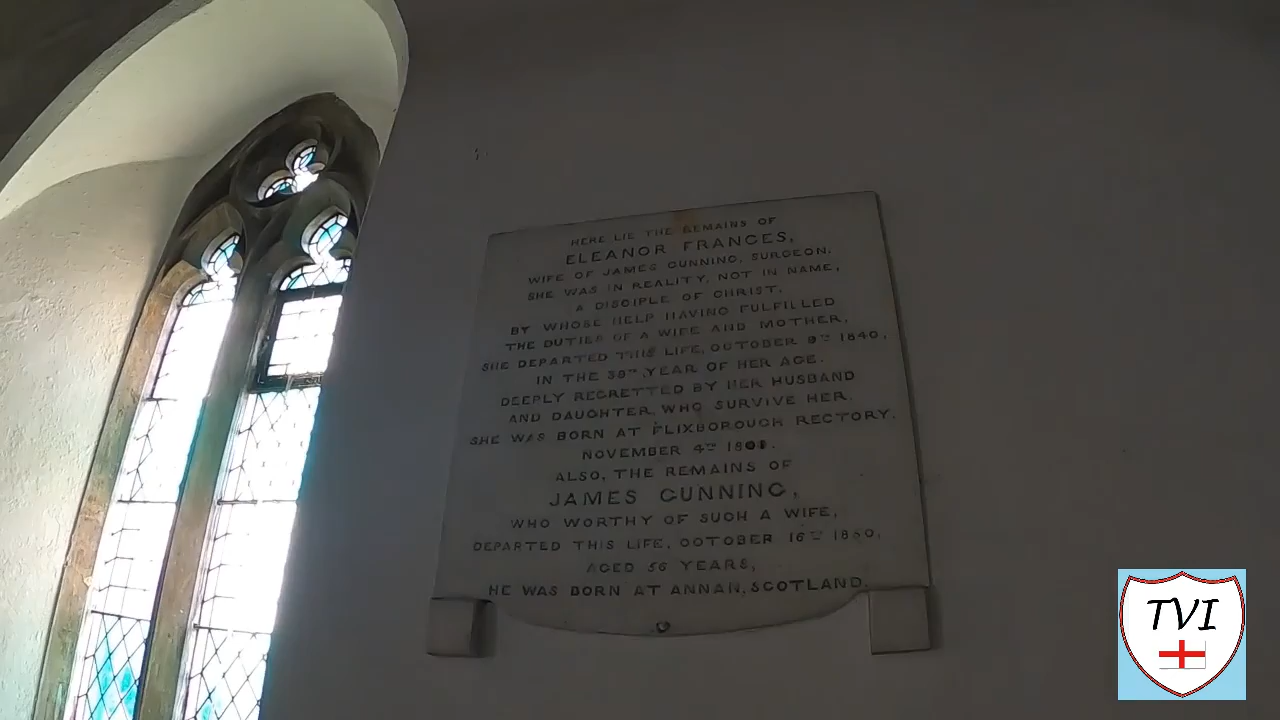 HERE LIE THE REMAINS OF
ELEANOR FRANCES,
WIFE OF JAMES GUNNING, SURGEON.
SHE WAS IN REALITY, NOT IN NAME,
A DISCIPLE OF CHRIST,
BY WHOSE HELP HAVING FULFILLED
THE DUTIES OF A WIFE AND MOTHER,
SHE DEPARTED THIS LIFE, OCTOBER 9TH 1840,
IN THE 39TH YEAR OF HER AGE.
DEEPLY REGRETTED BY HER HUSBAND
AND DAUGHTER, WHO SURVIVE HER.
SHE WAS BORN AT FLIXBOROUGH RECTORY.
NOVEMBER 4TH
ALSO, THE REMAINS OF
JAMES GUNNING,
WHO WORTHY OF SUCH A WIFE,
DEPARTED THIS LIFE, OCTOBER 16TH 1850,
AGED 56 YEARS,
HE WAS BORN AT ANNAN, SCOTLAND.
TVI